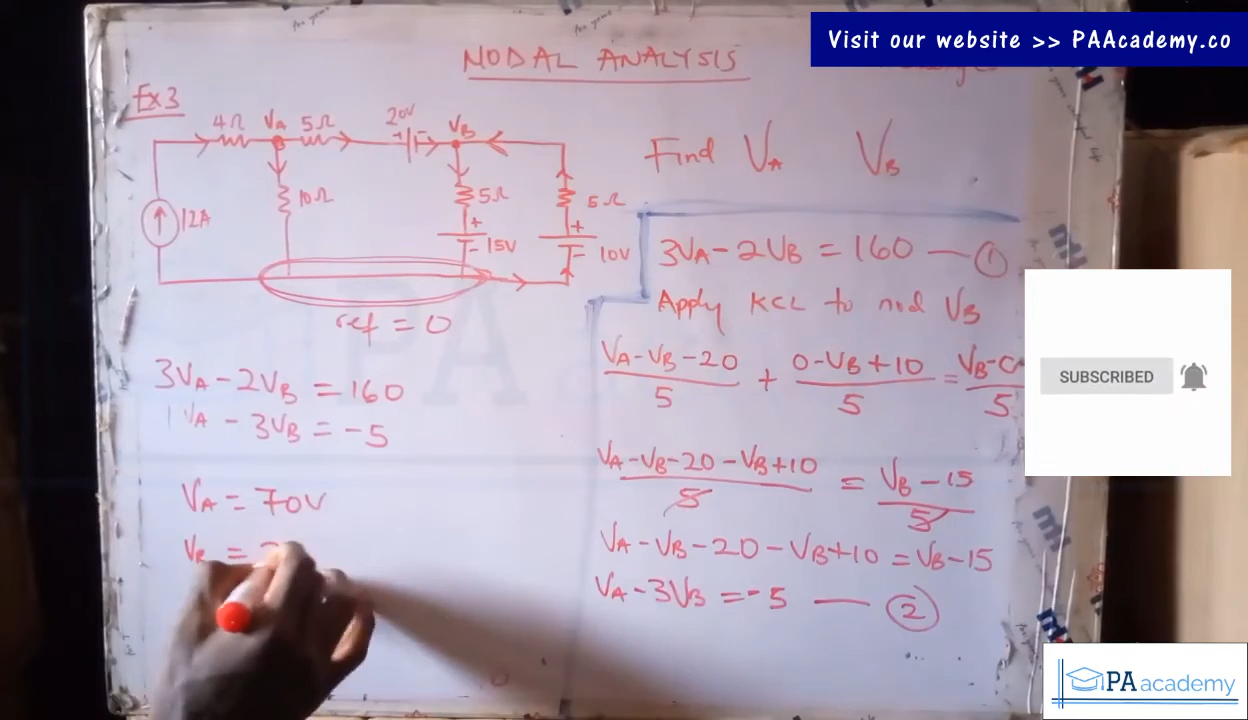 Visit our website >> PAAcademy.co
NODAL ANALYSIS
Ex3
4Ω VA 5Ω 20V VB
+ -
12A 10Ω 5Ω 5Ω
+ +
- 15V - 10V
ref = 0
3VA - 2VB = 160
1VA - 3VB = -5
VA = 70V
VB =
Find VA VB
3VA - 2VB = 160 — ①
Apply KCL to nod VB
VA - VB - 20 / 5 + 0 - VB + 10 / 5 = VB - / 5
VA - VB - 20 - VB + 10 / 5 = VB - 15 / 5
VA - VB - 20 - VB + 10 = VB - 15
VA - 3VB = -5 — ②
SUBSCRIBED
PA academy